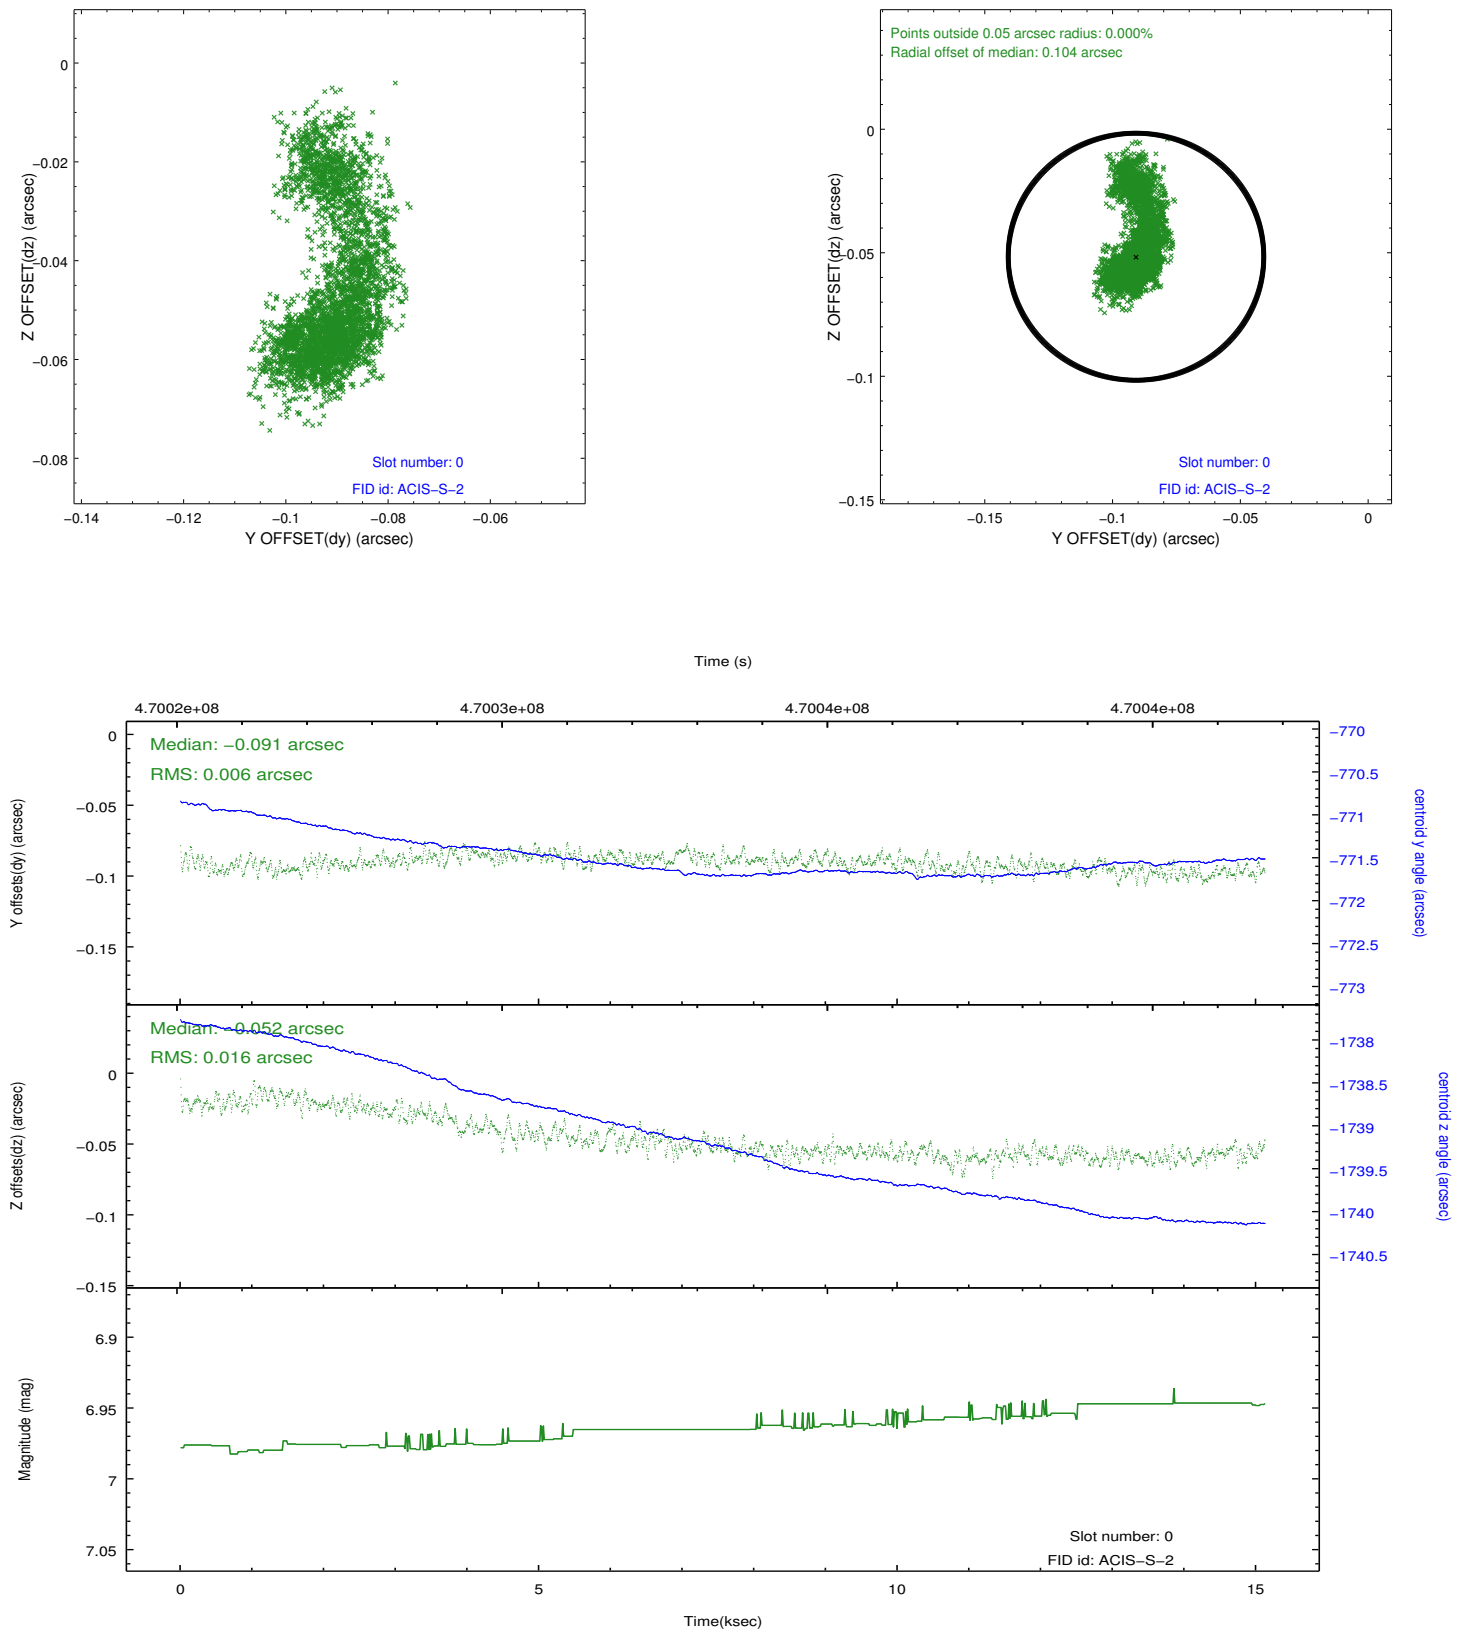 Points outside 0.05 arcsec radius: 0.000%
Radial offset of median: 0.104 arcsec
0
−0.02
−0.04
−0.06
−0.08
Z OFFSET(dz) (arcsec)
Slot number: 0
FID id: ACIS−S−2
−0.14
−0.12
−0.1
−0.08
−0.06
Y OFFSET(dy) (arcsec)
0
−0.05
−0.1
−0.15
Z OFFSET(dz) (arcsec)
Slot number: 0
FID id: ACIS−S−2
−0.15
−0.1
−0.05
0
Y OFFSET(dy) (arcsec)
Time (s)
4.7002e+08
4.7003e+08
4.7004e+08
4.7004e+08
Median: −0.091 arcsec
RMS: 0.006 arcsec
0
−0.05
−0.1
−0.15
Y offsets(dy) (arcsec)
−770
−770.5
−771
−771.5
−772
−772.5
−773
centroid y angle (arcsec)
Median: −0.052 arcsec
RMS: 0.016 arcsec
0
−0.05
−0.1
−0.15
Z offsets(dz) (arcsec)
−1738
−1738.5
−1739
−1739.5
−1740
−1740.5
centroid z angle (arcsec)
6.9
6.95
7
7.05
Magnitude (mag)
Slot number: 0
FID id: ACIS−S−2
0
5
10
15
Time(ksec)